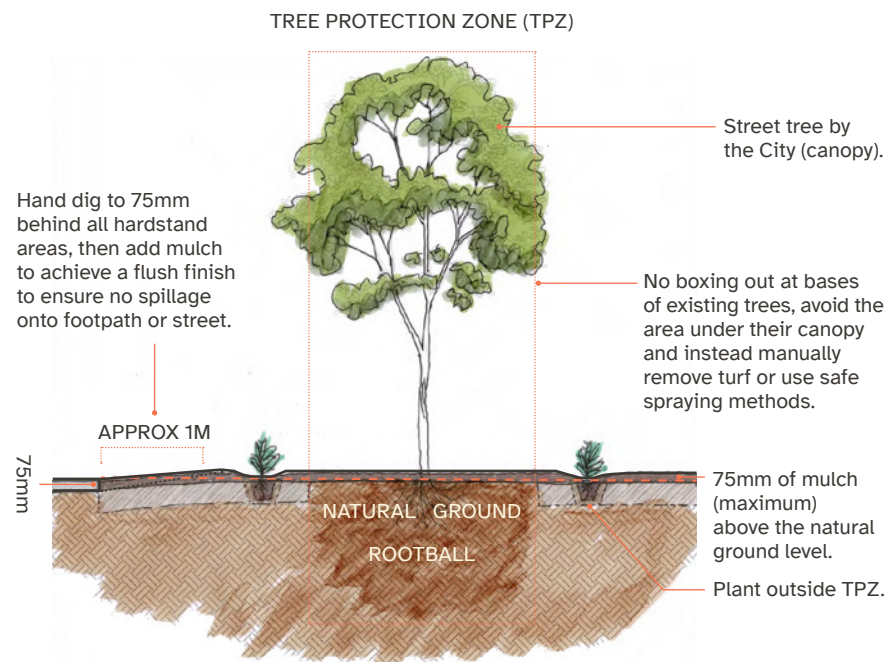 TREE PROTECTION ZONE (TPZ)
Street tree by
the City (canopy).
Hand dig to 75mm
behind all hardstand
areas, then add mulch
to achieve a flush finish
to ensure no spillage
onto footpath or street.
No boxing out at bases
of existing trees, avoid the
area under their canopy
and instead manually
remove turf or use safe
spraying methods.
APPROX 1M
75mm
75mm of mulch
(maximum)
above the natural
ground level.
NATURAL GROUND
ROOTBALL
Plant outside TPZ.